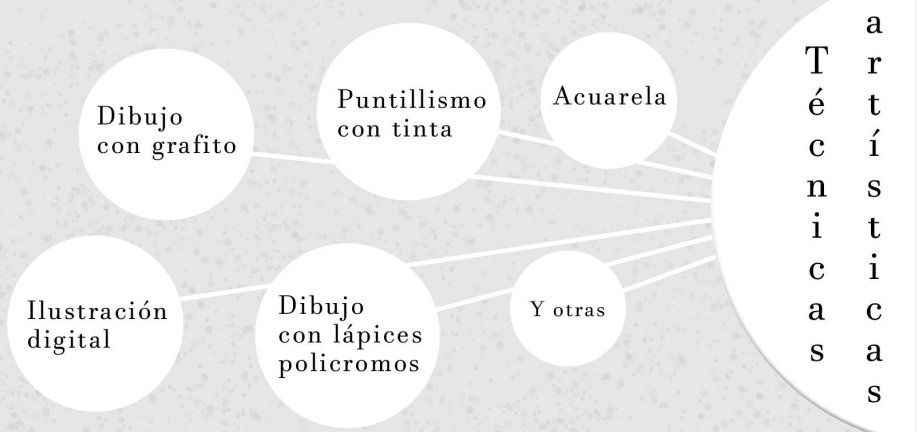 Dibujo
con grafito
Puntillismo
con tinta
Acuarela
Ilustración
digital
Dibujo
con lápices
policromos
Y otras
Técnicas
artísticas